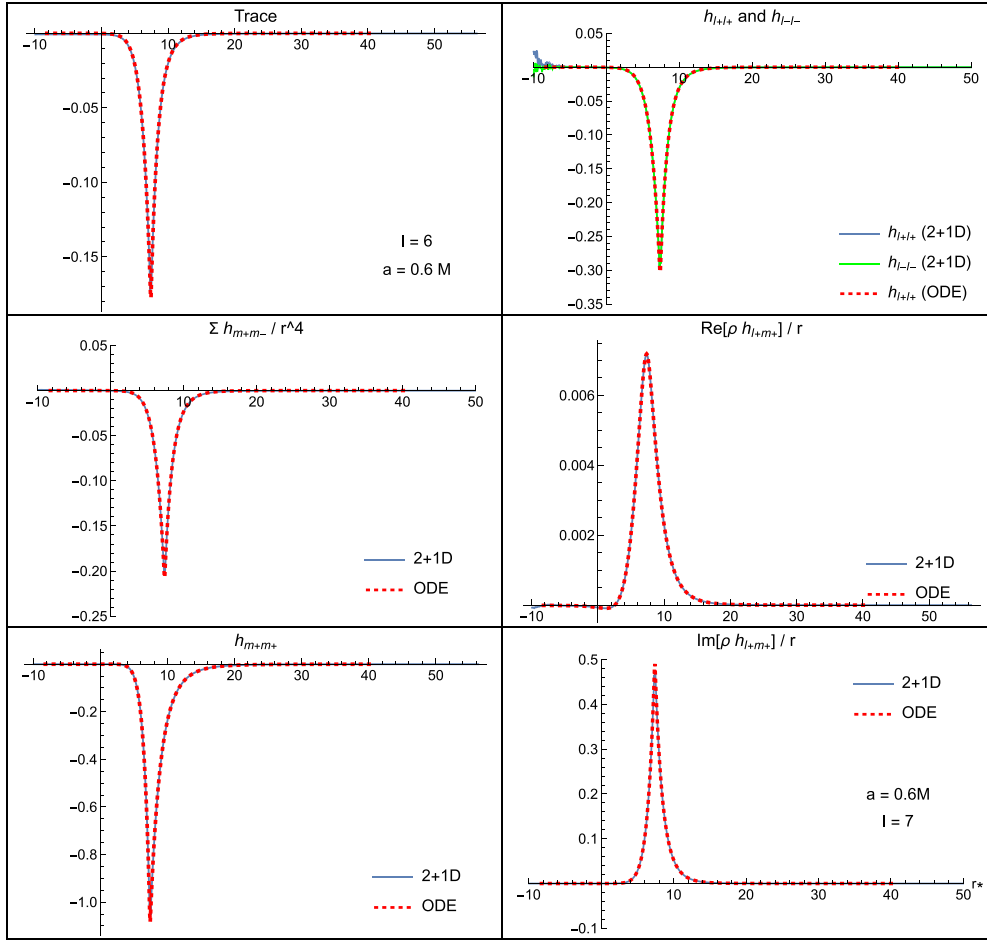 Trace
−10 10 20 30 40 50
−0.05
−0.10
−0.15
l = 6
a = 0.6 M
h_{l+l+} and h_{l−l−}
0.05
−10 10 20 30 40 50
−0.05
−0.10
−0.15
−0.20
−0.25
−0.30
−0.35
h_{l+l+} (2+1D)
h_{l−l−} (2+1D)
h_{l+l+} (ODE)
Σ h_{m+m−} / r^4
0.05
−10 10 20 30 40 50
−0.05
−0.10
−0.15
−0.20
−0.25
2+1D
ODE
Re[ρ h_{l+m+}] / r
0.006
0.004
0.002
−10 10 20 30 40 50
2+1D
ODE
h_{m+m+}
−10 10 20 30 40 50
−0.2
−0.4
−0.6
−0.8
−1.0
2+1D
ODE
Im[ρ h_{l+m+}] / r
0.5
0.4
0.3
0.2
0.1
−10 10 20 30 40 50
r*
−0.1
2+1D
ODE
a = 0.6M
l = 7